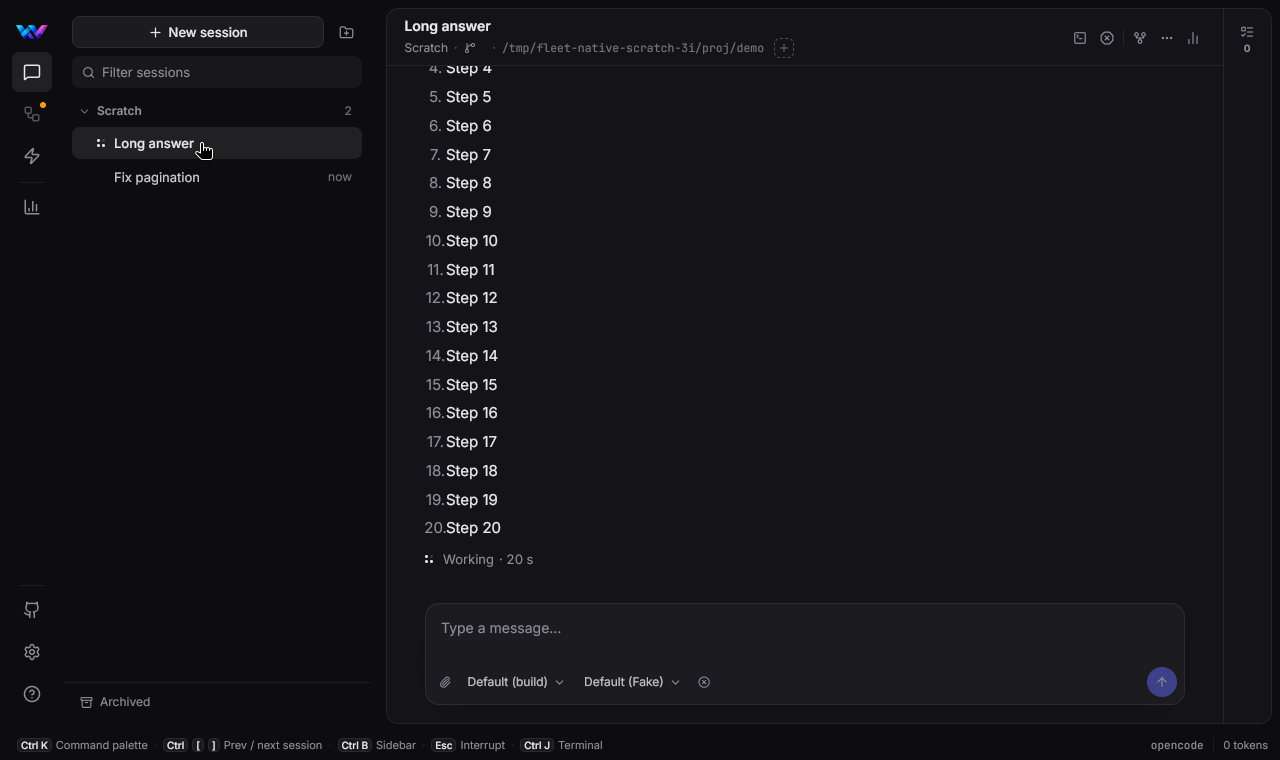 New session
Filter sessions
Scratch 2
Long answer
Fix pagination now
Archived
Long answer
Scratch · · /tmp/fleet-native-scratch-3i/proj/demo
0
4. Step 4
5. Step 5
6. Step 6
7. Step 7
8. Step 8
9. Step 9
10. Step 10
11. Step 11
12. Step 12
13. Step 13
14. Step 14
15. Step 15
16. Step 16
17. Step 17
18. Step 18
19. Step 19
20. Step 20
Working · 20 s
Type a message...
Default (build) Default (Fake)
Ctrl K Command palette · Ctrl [ ] Prev / next session · Ctrl B Sidebar · Esc Interrupt · Ctrl J Terminal opencode 0 tokens